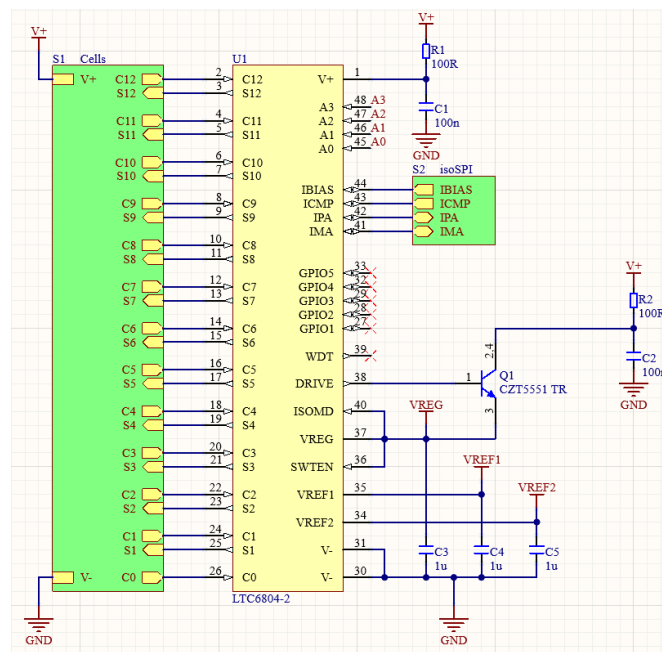 V+
V+
S1 Cells
U1
R1
100R
V+ C12 2 C12 V+ 1
S12 3 S12
A3 48 A3
C1
100n
C11 4 C11 A2 47 A2
S11 5 S11 A1 46 A1
A0 45 A0
GND
C10 6 C10
S10 7 S10
S2 isoSPI
IBIAS 44 IBIAS
C9 8 C9 ICMP 43 ICMP
S9 9 S9 IPA 42 IPA
IMA 41 IMA
C8 10 C8
S8 11 S8
V+
GPIO5 33
C7 12 C7 GPIO4 32
S7 13 S7 GPIO3 29
R2
100R
GPIO2 28
C6 14 C6 GPIO1 27
S6 15 S6
2,4
WDT 39
C2
100n
C5 16 C5
S5 17 S5 DRIVE 38 1
Q1
CZT5551 TR
GND
C4 18 C4 ISOMD 40 VREG 3
S4 19 S4
VREG 37
C3 20 C3
S3 21 S3 SWTEN 36 VREF1
C2 22 C2 VREF1 35 VREF2
S2 23 S2
VREF2 34
C1 24 C1
S1 25 S1 V- 31 C3 C4 C5
1u 1u 1u
V- C0 26 C0 V- 30
LTC6804-2
GND
GND